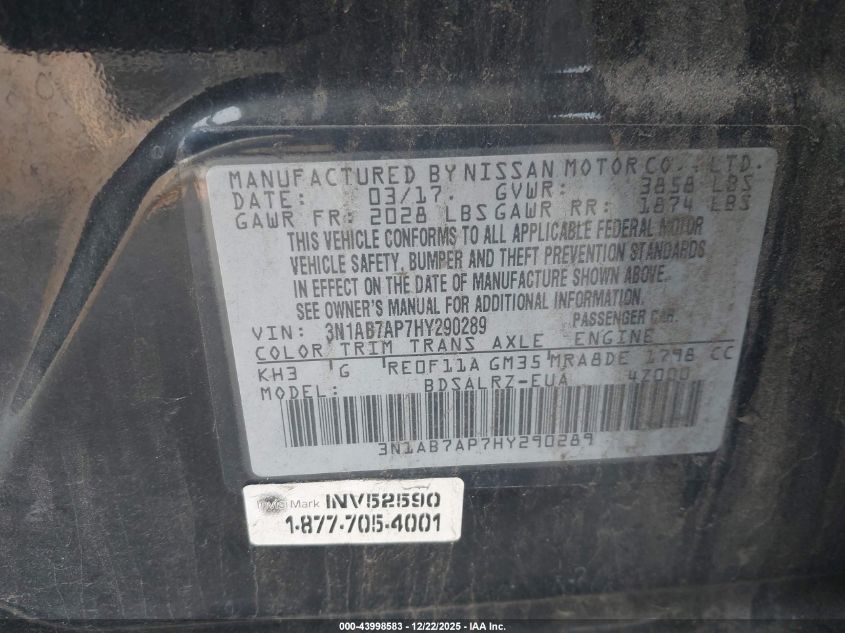 MANUFACTURED BY NISSAN MOTOR CO., LTD.
DATE: 03/17. GVWR: 3858 LBS
GAWR FR: 2028 LBS GAWR RR: 1874 LBS
THIS VEHICLE CONFORMS TO ALL APPLICABLE FEDERAL MOTOR
VEHICLE SAFETY, BUMPER AND THEFT PREVENTION STANDARDS
IN EFFECT ON THE DATE OF MANUFACTURE SHOWN ABOVE.
SEE OWNER'S MANUAL FOR ADDITIONAL INFORMATION.
VIN: 3N1AB7AP7HY290289 PASSENGER CAR
COLOR TRIM TRANS AXLE ENGINE
KH3 G RE0F11A GM35 MRA8DE 1798 CC
MODEL: BDSALRZ-EUA 4Z000
3N1AB7AP7HY290289
Mark INV52590
1-877-705-4001
000-43998583 - 12/22/2025 - IAA Inc.